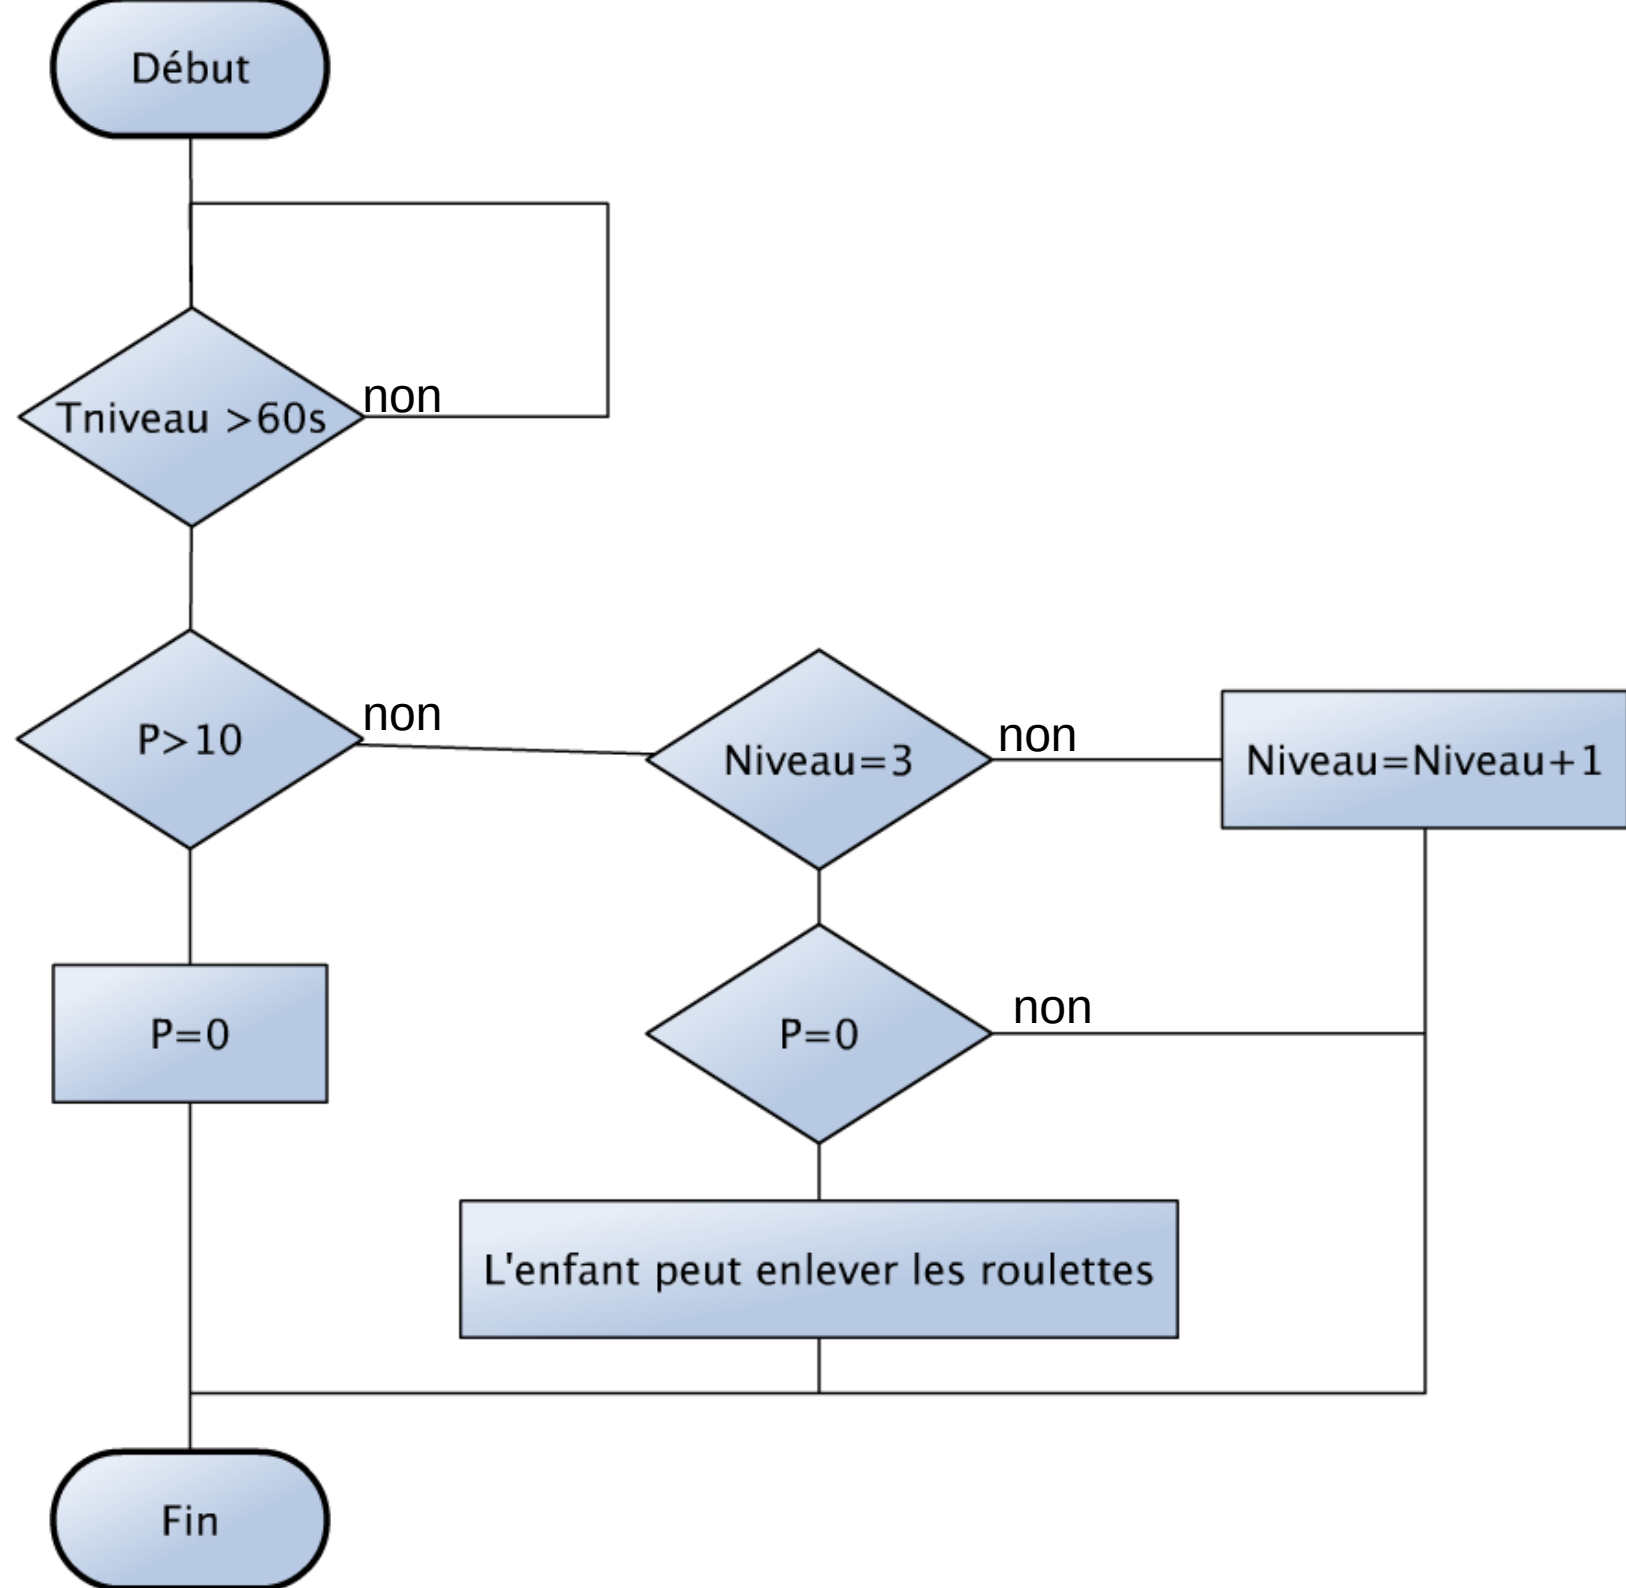 Début
Tniveau >60s
non
P>10
non
Niveau=3
non
Niveau=Niveau+1
P=0
P=0
non
L'enfant peut enlever les roulettes
Fin